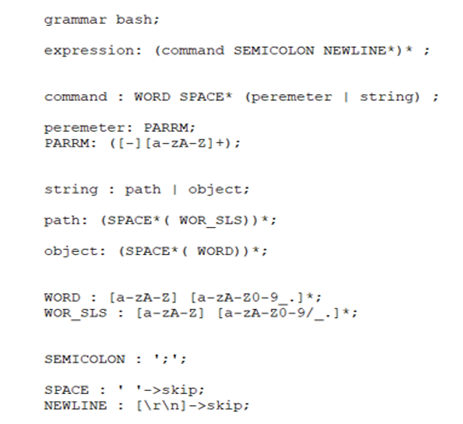 grammar bash;
expression: (command SEMICOLON NEWLINE*)* ;
command : WORD SPACE* (peremeter | string) ;
peremeter: PARRM;
PARRM: ([-][a-zA-Z]+);
string : path | object;
path: (SPACE*( WOR_SLS))*;
object: (SPACE*( WORD))*;
WORD : [a-zA-Z] [a-zA-Z0-9_.]*;
WOR_SLS : [a-zA-Z] [a-zA-Z0-9/_.]*;
SEMICOLON : ';';
SPACE : ' '->skip;
NEWLINE : [\r\n]->skip;